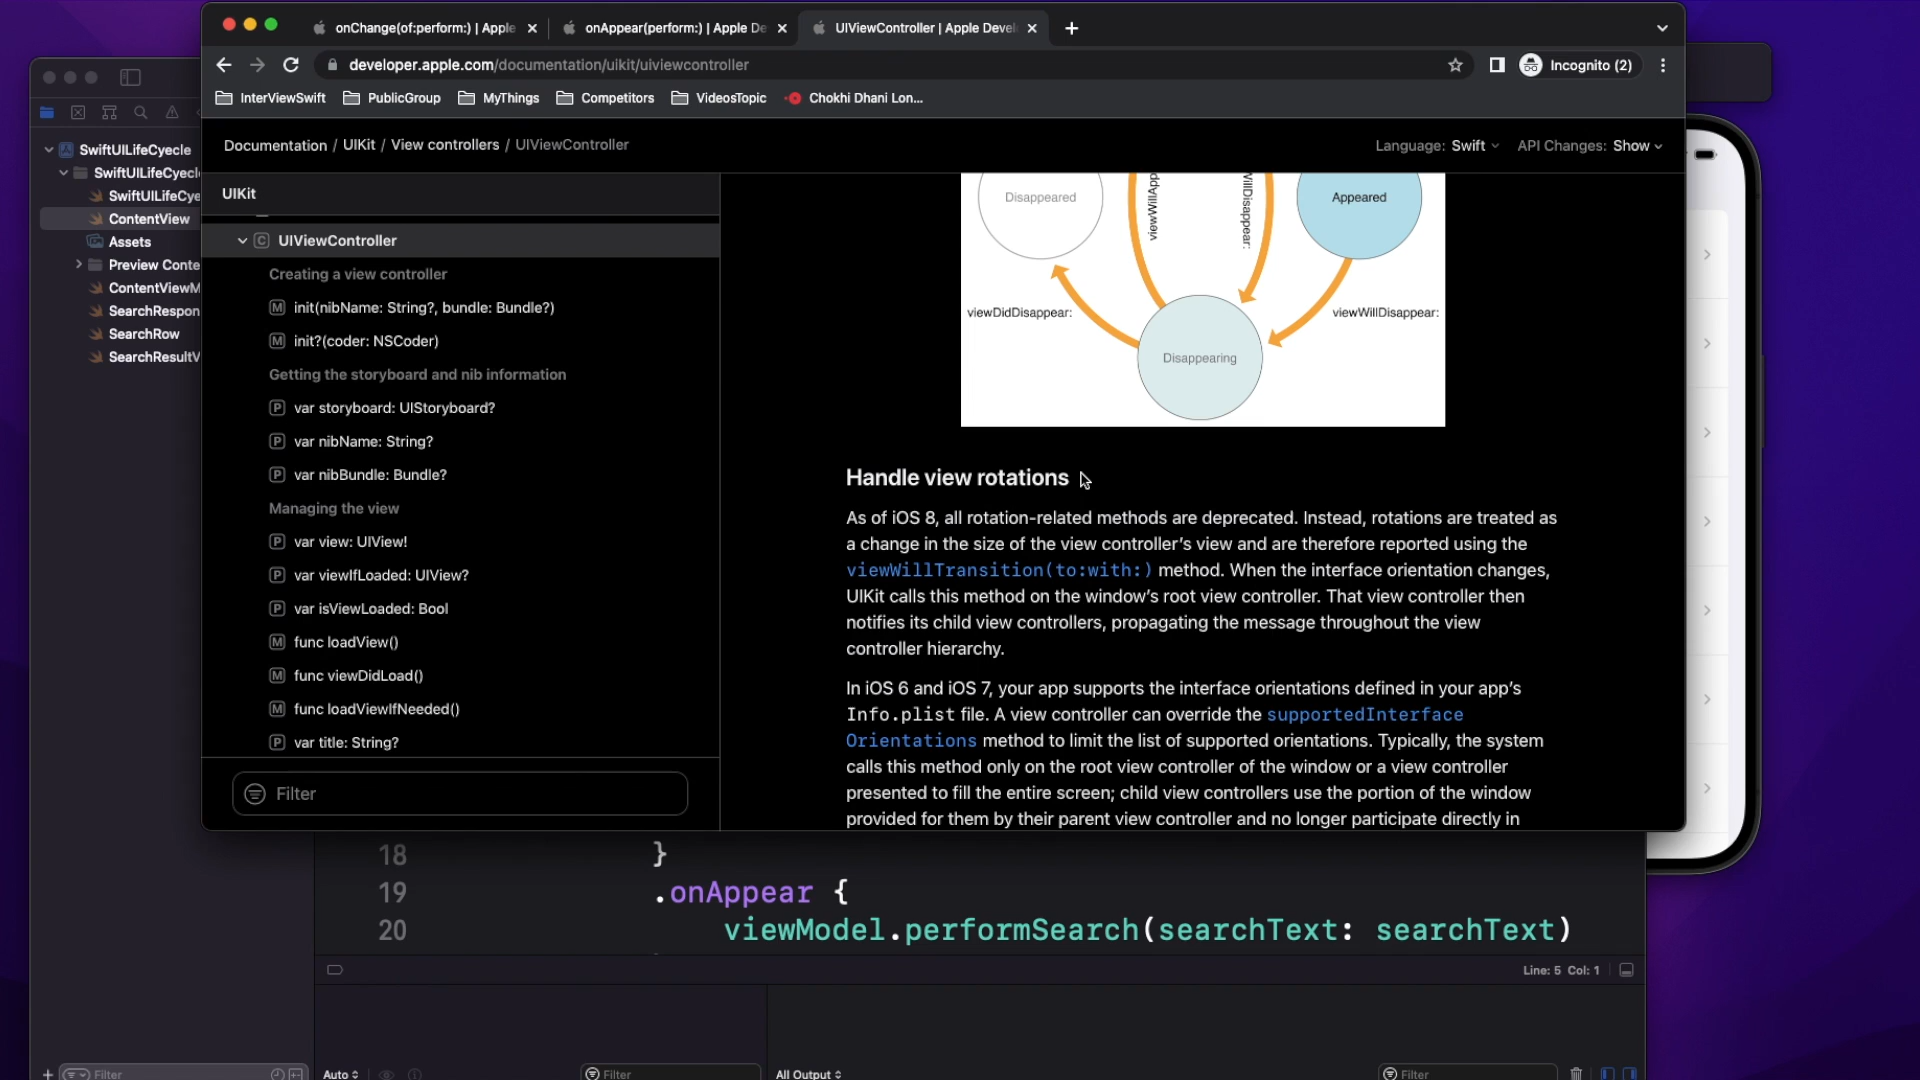 onChange(of:perform:) | Apple
onAppear(perform:) | Apple De
UIViewController | Apple Devel
developer.apple.com/documentation/uikit/uiviewcontroller
Incognito (2)
InterViewSwift
PublicGroup
MyThings
Competitors
VideosTopic
Chokhi Dhani Lon...
Documentation / UIKit / View controllers / UIViewController
Language: Swift
API Changes: Show
SwiftUILifeCyecle
SwiftUILifeCyecl
SwiftUILifeCye
ContentView
Assets
Preview Conte
ContentViewM
SearchRespon
SearchRow
SearchResultV
UIKit
C UIViewController
Creating a view controller
M init(nibName: String?, bundle: Bundle?)
M init?(coder: NSCoder)
Getting the storyboard and nib information
P var storyboard: UIStoryboard?
P var nibName: String?
P var nibBundle: Bundle?
Managing the view
P var view: UIView!
P var viewIfLoaded: UIView?
P var isViewLoaded: Bool
M func loadView()
M func viewDidLoad()
M func loadViewIfNeeded()
P var title: String?
Filter
Disappeared
Appeared
viewDidDisappear:
viewWillDisappear:
Disappearing
Handle view rotations
As of iOS 8, all rotation-related methods are deprecated. Instead, rotations are treated as
a change in the size of the view controller's view and are therefore reported using the
viewWillTransition(to:with:) method. When the interface orientation changes,
UIKit calls this method on the window's root view controller. That view controller then
notifies its child view controllers, propagating the message throughout the view
controller hierarchy.
In iOS 6 and iOS 7, your app supports the interface orientations defined in your app's
Info.plist file. A view controller can override the supportedInterface
Orientations method to limit the list of supported orientations. Typically, the system
calls this method only on the root view controller of the window or a view controller
presented to fill the entire screen; child view controllers use the portion of the window
provided for them by their parent view controller and no longer participate directly in
18 }
19 .onAppear {
20 viewModel.performSearch(searchText: searchText)
Line: 5 Col: 1
Filter
Auto
Filter
All Output
Filter